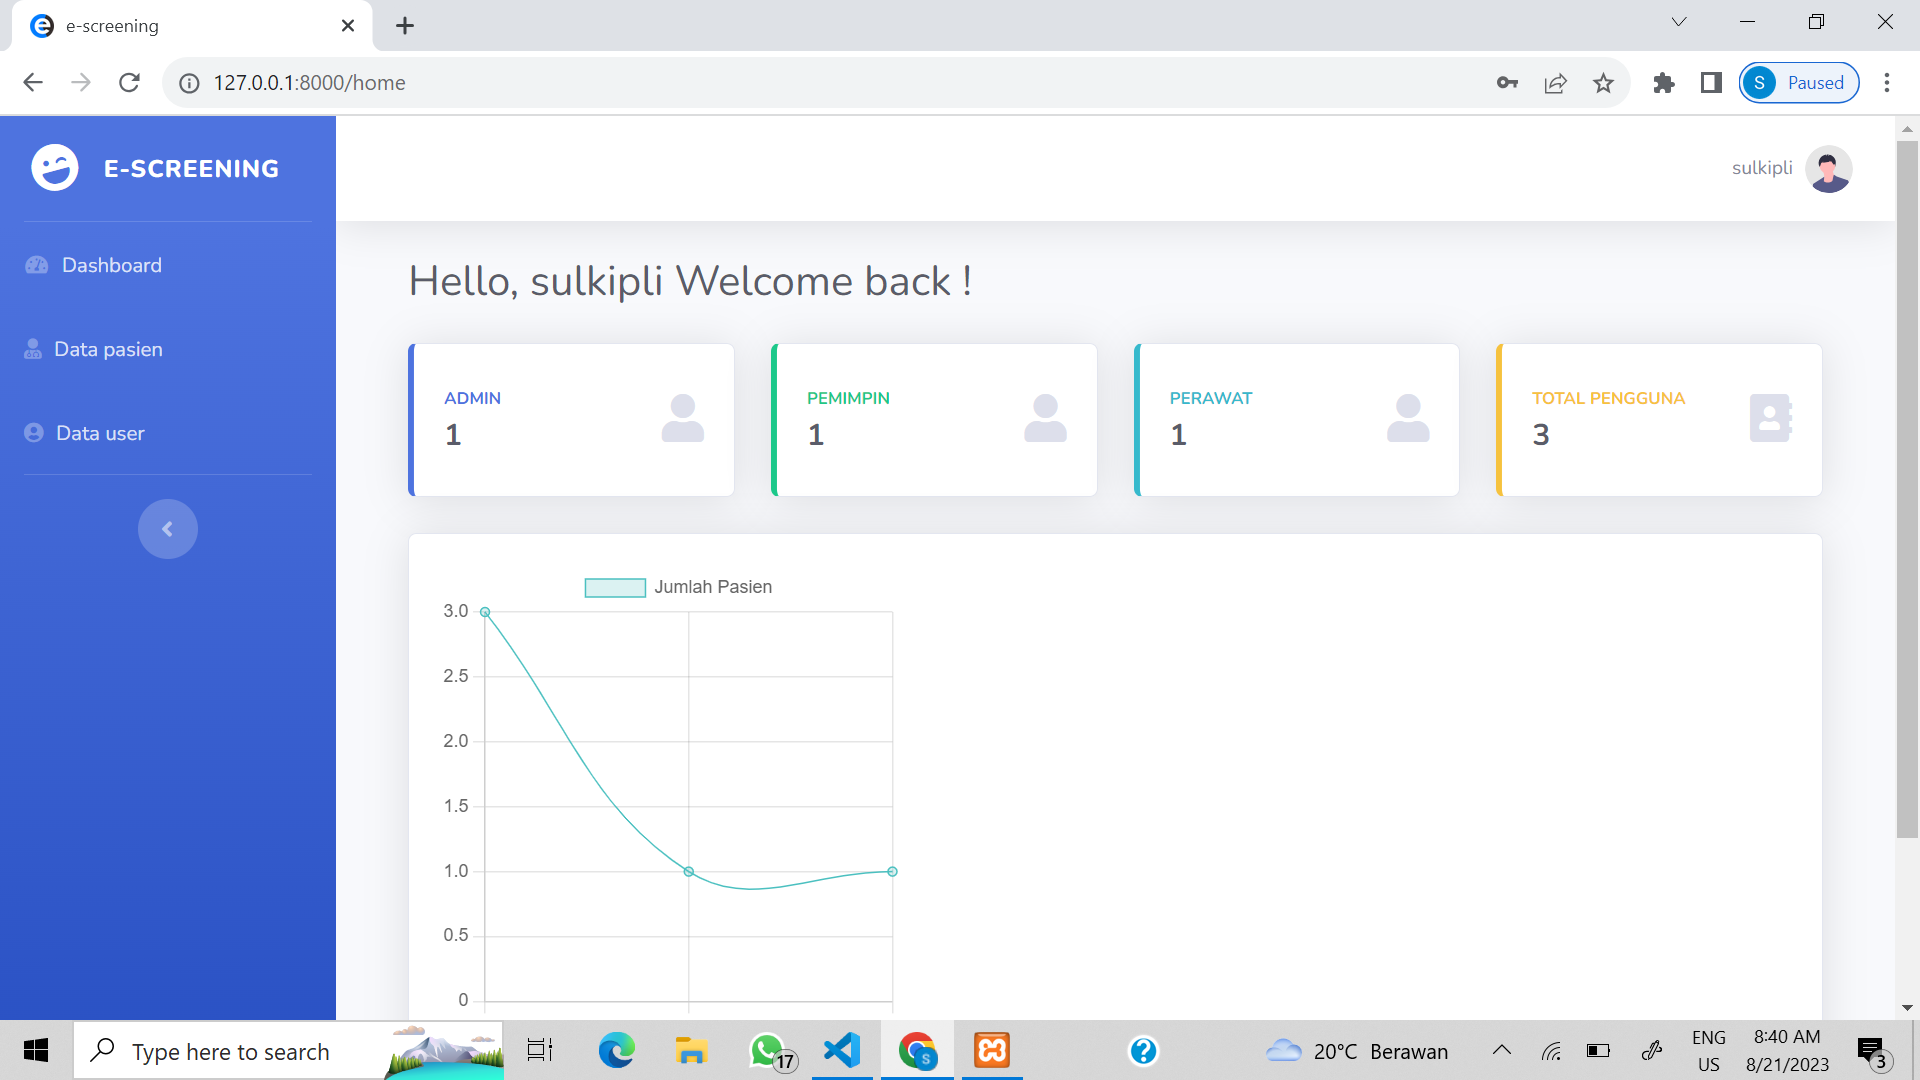 e-screening
127.0.0.1:8000/home
S
Paused
E-SCREENING
sulkipli
Dashboard
Data pasien
Data user
Hello, sulkipli Welcome back !
ADMIN
1
PEMIMPIN
1
PERAWAT
1
TOTAL PENGGUNA
3
Jumlah Pasien
3.0
2.5
2.0
1.5
1.0
0.5
0
Type here to search
17
S
20°C Berawan
ENG
US
8:40 AM
8/21/2023
3